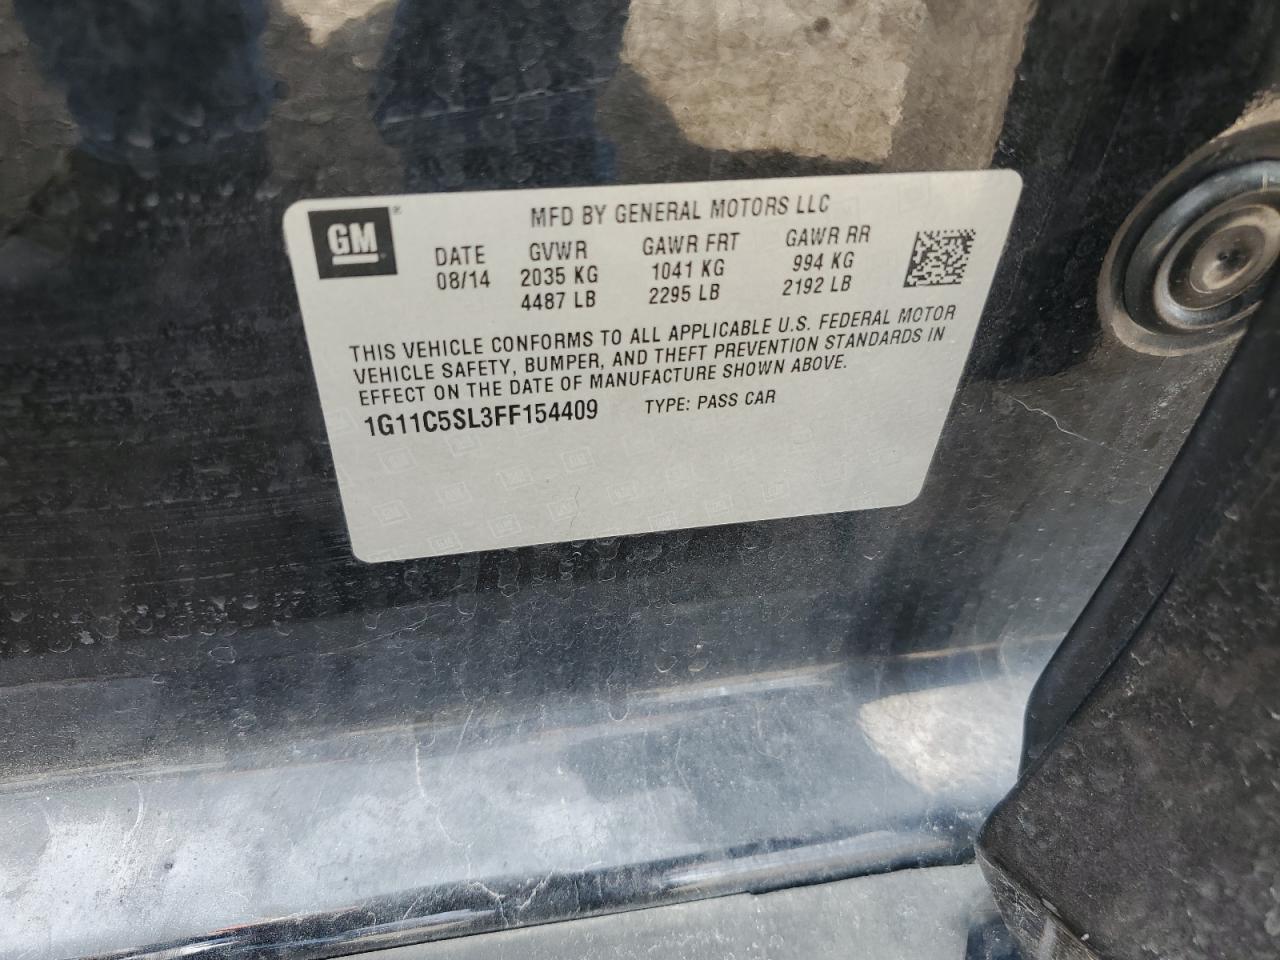 GM
MFD BY GENERAL MOTORS LLC
DATE GVWR GAWR FRT GAWR RR
08/14 2035 KG 1041 KG 994 KG
4487 LB 2295 LB 2192 LB
THIS VEHICLE CONFORMS TO ALL APPLICABLE U.S. FEDERAL MOTOR
VEHICLE SAFETY, BUMPER, AND THEFT PREVENTION STANDARDS IN
EFFECT ON THE DATE OF MANUFACTURE SHOWN ABOVE.
1G11C5SL3FF154409 TYPE: PASS CAR